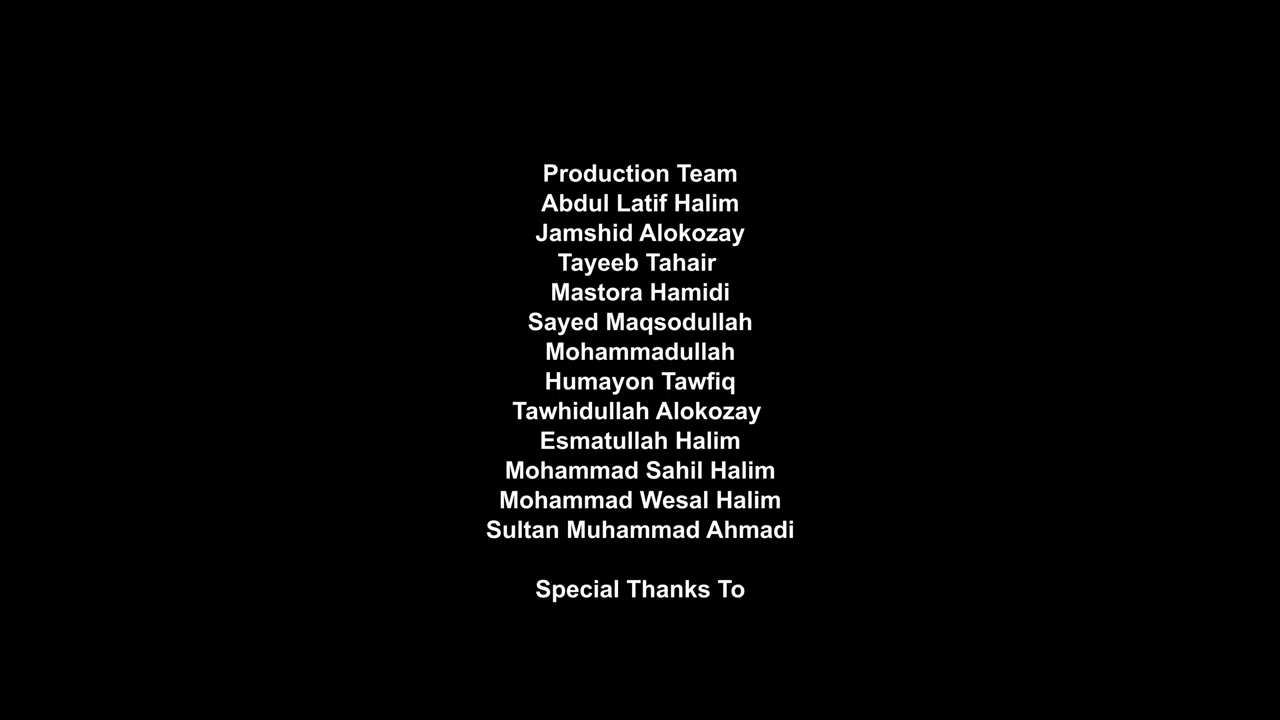 Production Team
Abdul Latif Halim
Jamshid Alokozay
Tayeeb Tahair
Mastora Hamidi
Sayed Maqsodullah
Mohammadullah
Humayon Tawfiq
Tawhidullah Alokozay
Esmatullah Halim
Mohammad Sahil Halim
Mohammad Wesal Halim
Sultan Muhammad Ahmadi
Special Thanks To